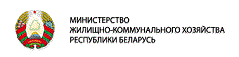 МИНИСТЕРСТВО
ЖИЛИЩНО-КОММУНАЛЬНОГО ХОЗЯЙСТВА
РЕСПУБЛИКИ БЕЛАРУСЬ